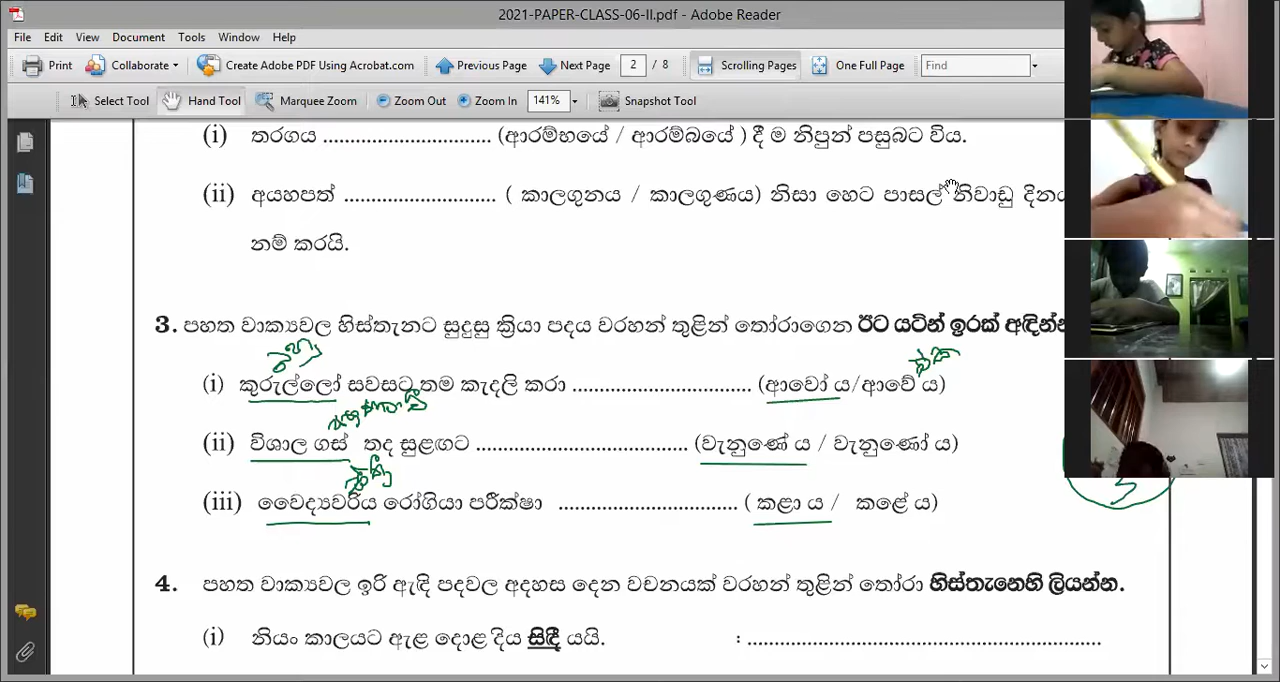 2021-PAPER-CLASS-06-II.pdf - Adobe Reader
File Edit View Document Tools Window Help
Print Collaborate Create Adobe PDF Using Acrobat.com Previous Page Next Page 2 / 8 Scrolling Pages One Full Page Find
Select Tool Hand Tool Marquee Zoom Zoom Out Zoom In 141% Snapshot Tool
(i) තරගය ................................ (ආරම්භයේ / ආරම්බයේ ) දී ම නිපුන් පසුබට විය.
(ii) අයහපත් ............................. ( කාලගුනය / කාලගුණය) නිසා හෙට පාසල් නිවාඩු දිනය
නම් කරයි.
3. පහත වාක්‍යවල හිස්තැනට සුදුසු ක්‍රියා පදය වරහන් තුළින් තෝරාගෙන ඊට යටින් ඉරක් අඳින්න
(i) කුරුල්ලෝ සවසට තම කැදලි කරා .................................. (ආවෝ ය/ආවේ ය)
(ii) විශාල ගස් තද සුළඟට ........................................ (වැනුණේ ය / වැනුණෝ ය)
(iii) වෛද්‍යවරිය රෝගියා පරීක්ෂා .................................. ( කළා ය / කළේ ය)
4. පහත වාක්‍යවල ඉරි ඇඳි පදවල අදහස දෙන වචනයක් වරහන් තුළින් තෝරා හිස්තැනෙහි ලියන්න.
(i) නියං කාලයට ඇළ දොළ දිය සිඳී යයි. : ....................................................................